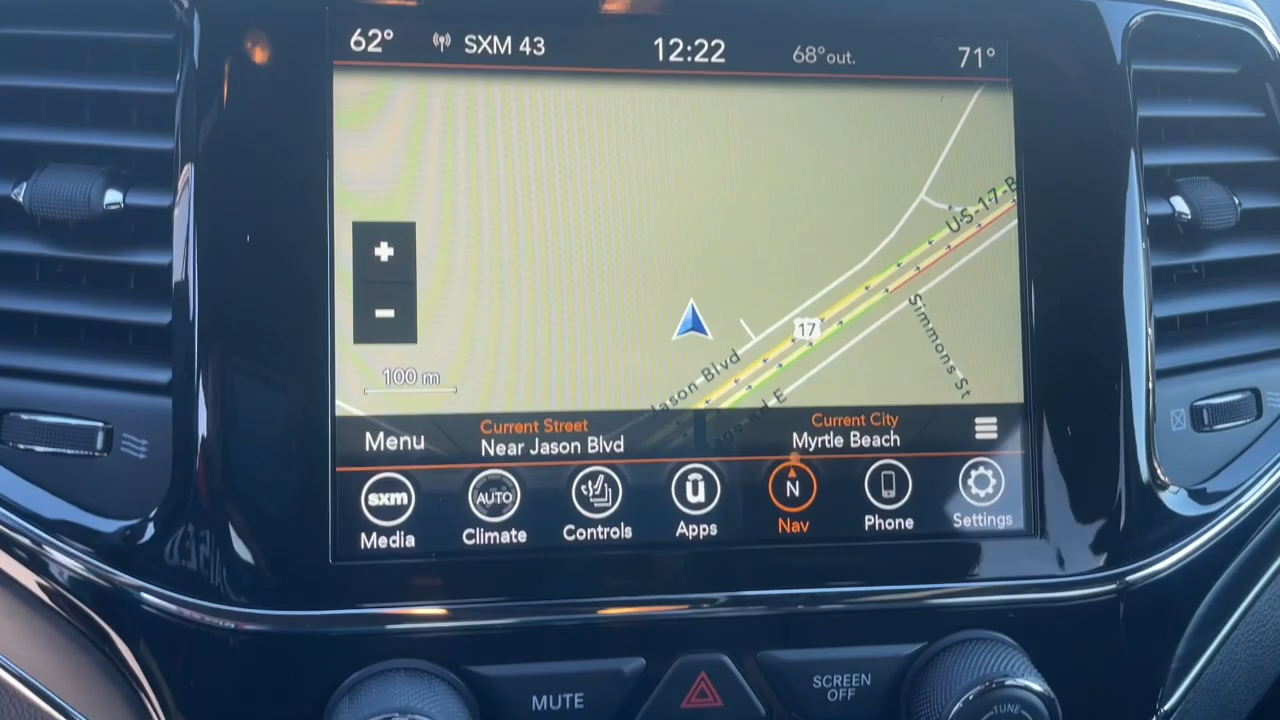 62° SXM 43 12:22 68°out. 71°
US-17-B
17
Simmons St
Jason Blvd
100 m
Menu
Current Street
Near Jason Blvd
Current City
Myrtle Beach
sxm AUTO N
Media Climate Controls Apps Nav Phone Settings
MUTE
SCREEN
OFF
TUNE